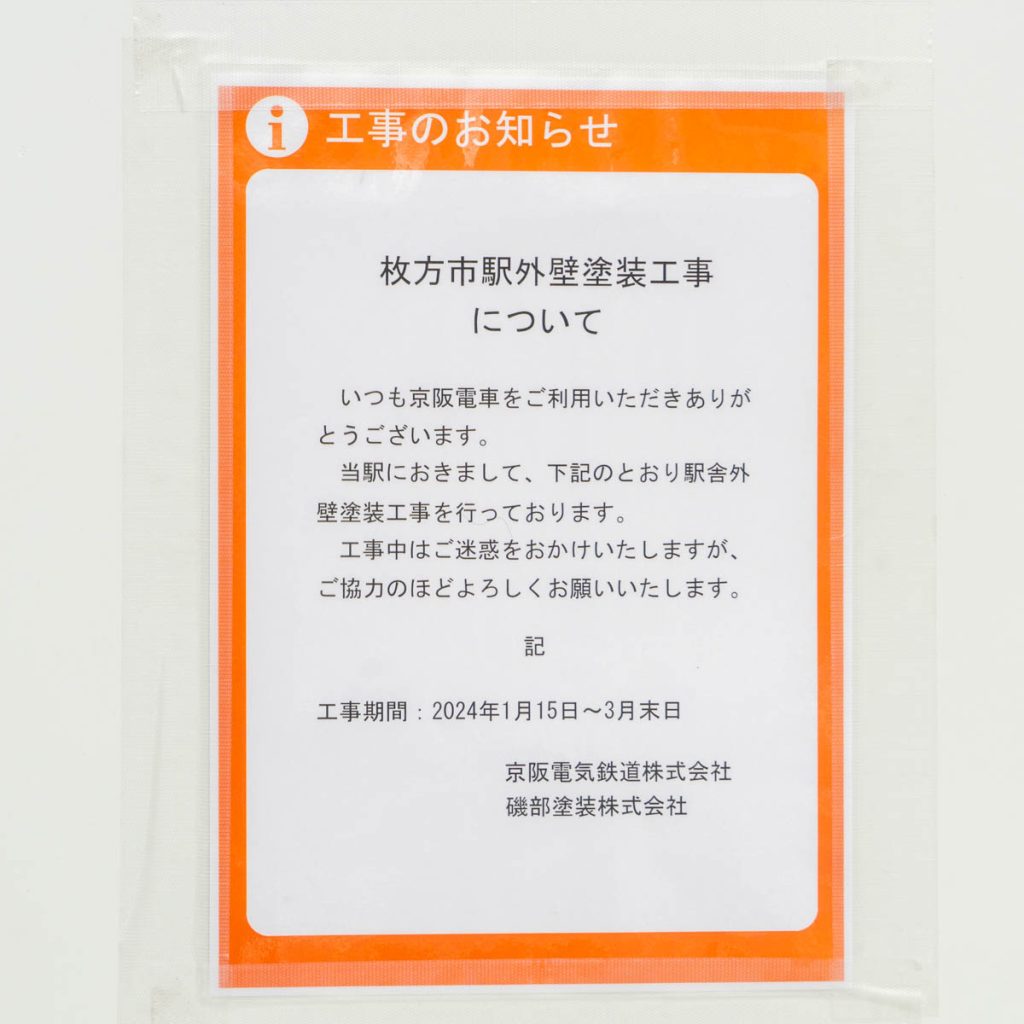 i 工事のお知らせ
枚方市駅外壁塗装工事
について
いつも京阪電車をご利用いただきありが
とうございます。
当駅におきまして、下記のとおり駅舎外
壁塗装工事を行っております。
工事中はご迷惑をおかけいたしますが、
ご協力のほどよろしくお願いいたします。
記
工事期間：2024年1月15日～3月末日
京阪電気鉄道株式会社
磯部塗装株式会社